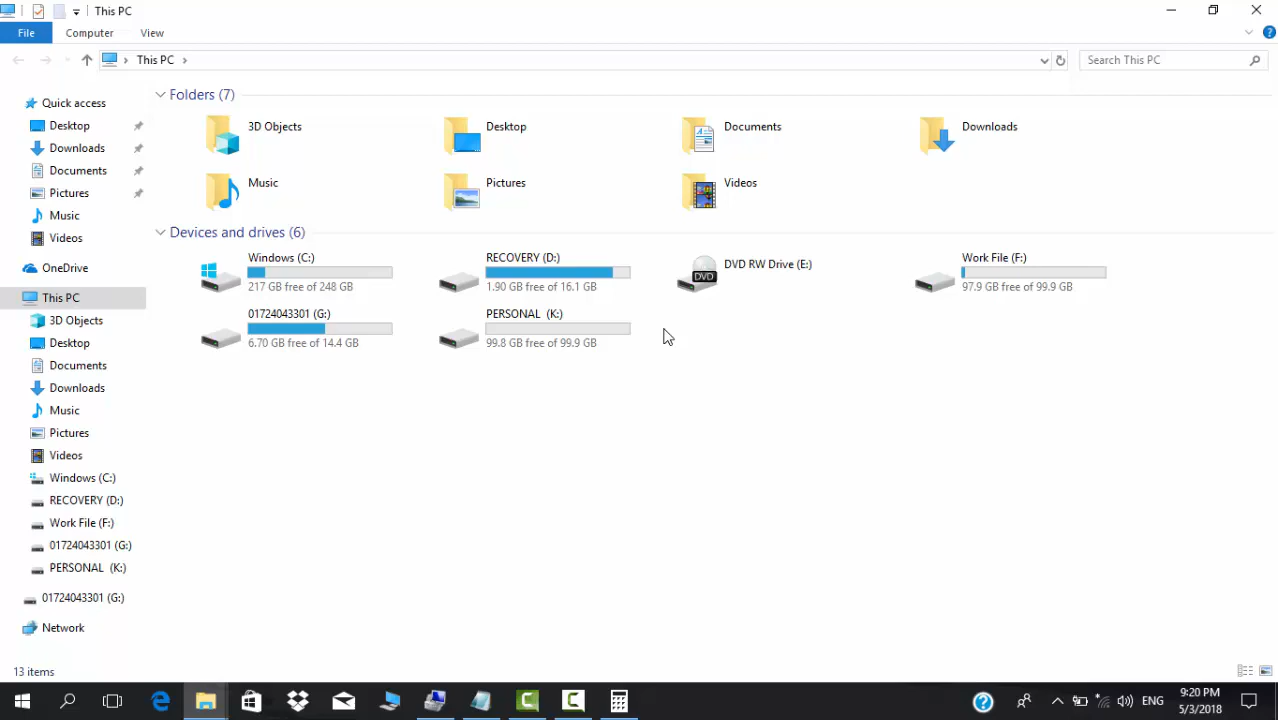 This PC
File Computer View
This PC
Search This PC
Quick access
Desktop
Downloads
Documents
Pictures
Music
Videos
OneDrive
This PC
3D Objects
Desktop
Documents
Downloads
Music
Pictures
Videos
Windows (C:)
RECOVERY (D:)
Work File (F:)
01724043301 (G:)
PERSONAL (K:)
01724043301 (G:)
Network
Folders (7)
3D Objects
Desktop
Documents
Downloads
Music
Pictures
Videos
Devices and drives (6)
Windows (C:)
217 GB free of 248 GB
RECOVERY (D:)
1.90 GB free of 16.1 GB
DVD RW Drive (E:)
DVD
Work File (F:)
97.9 GB free of 99.9 GB
01724043301 (G:)
6.70 GB free of 14.4 GB
PERSONAL (K:)
99.8 GB free of 99.9 GB
13 items
ENG
9:20 PM
5/3/2018